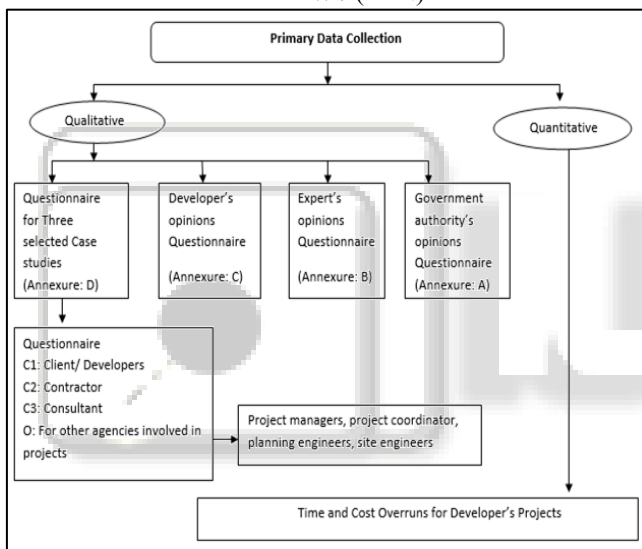 Primary Data Collection
Qualitative
Quantitative
Questionnaire
for Three
selected Case
studies
(Annexure: D)
Developer's
opinions
Questionnaire
(Annexure: C)
Expert's
opinions
Questionnaire
(Annexure: B)
Government
authority's
opinions
Questionnaire
(Annexure: A)
Questionnaire
C1: Client/ Developers
C2: Contractor
C3: Consultant
O: For other agencies involved in
projects
Project managers, project coordinator,
planning engineers, site engineers
Time and Cost Overruns for Developer's Projects